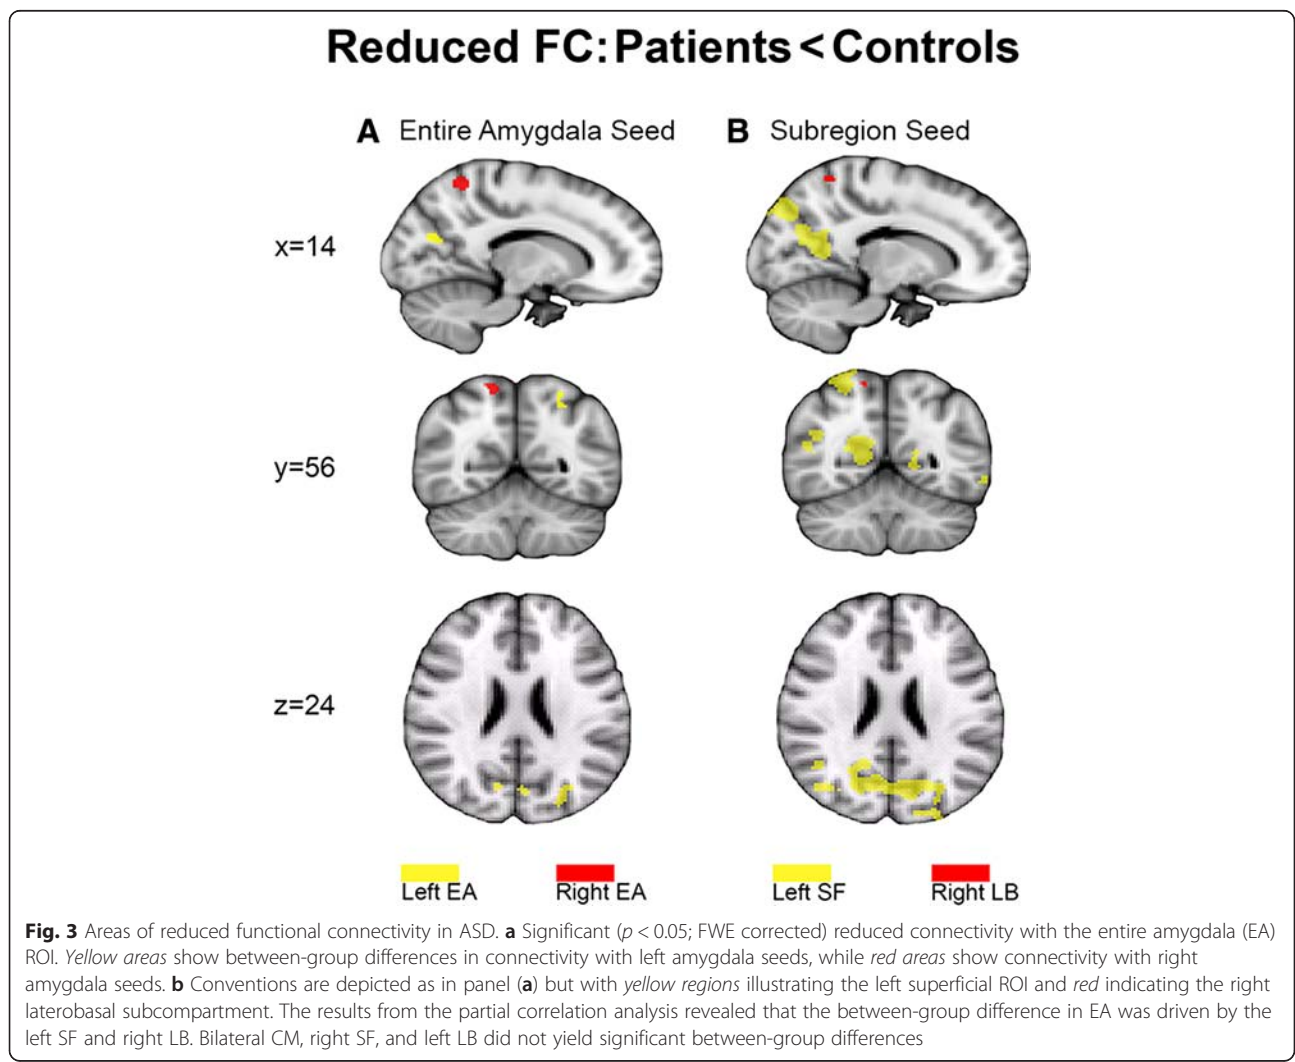 Reduced FC: Patients < Controls
A Entire Amygdala Seed
B Subregion Seed
x=14
y=56
z=24
Left EA
Right EA
Left SF
Right LB
Fig. 3 Areas of reduced functional connectivity in ASD. a Significant (p < 0.05; FWE corrected) reduced connectivity with the entire amygdala (EA)
ROI. Yellow areas show between-group differences in connectivity with left amygdala seeds, while red areas show connectivity with right
amygdala seeds. b Conventions are depicted as in panel (a) but with yellow regions illustrating the left superficial ROI and red indicating the right
laterobasal subcompartment. The results from the partial correlation analysis revealed that the between-group difference in EA was driven by the
left SF and right LB. Bilateral CM, right SF, and left LB did not yield significant between-group differences